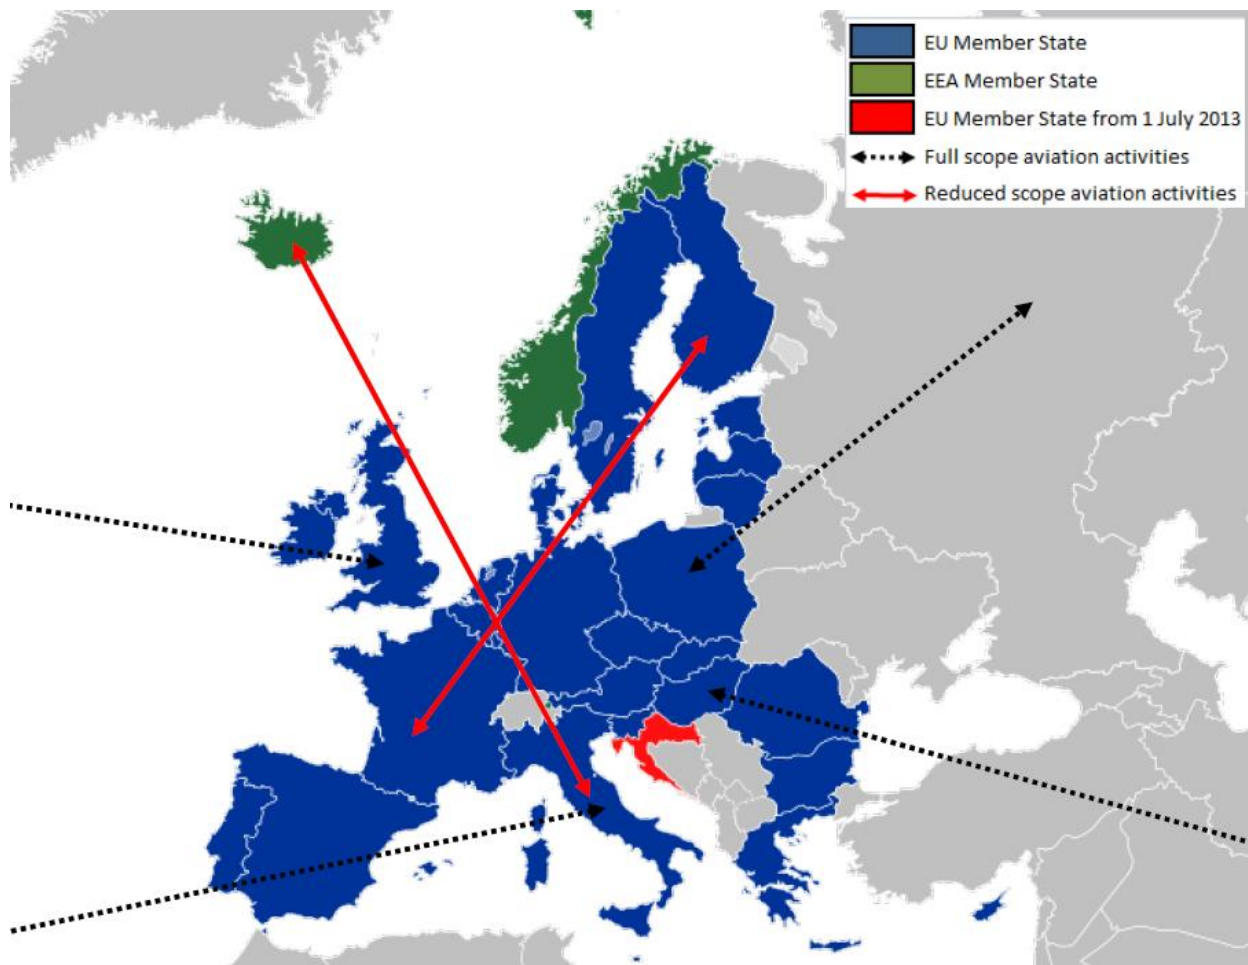 EU Member State
EEA Member State
EU Member State from 1 July 2013
Full scope aviation activities
Reduced scope aviation activities